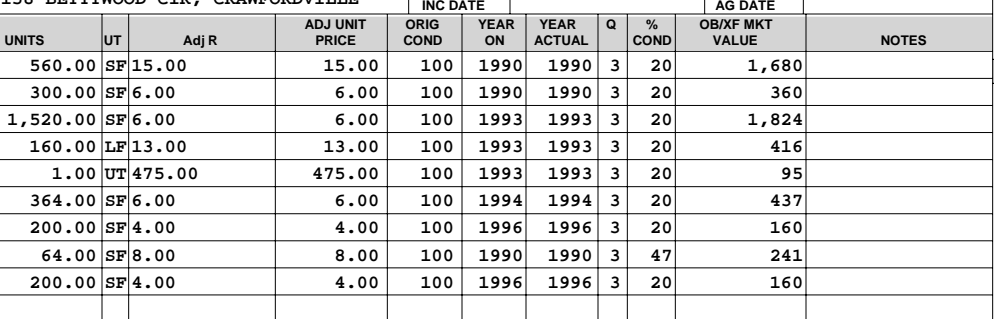 INC DATE AG DATE
UNITS UT Adj R ADJ UNIT PRICE ORIG COND YEAR ON YEAR ACTUAL Q % COND OB/XF MKT VALUE NOTES
560.00 SF 15.00 15.00 100 1990 1990 3 20 1,680
300.00 SF 6.00 6.00 100 1990 1990 3 20 360
1,520.00 SF 6.00 6.00 100 1993 1993 3 20 1,824
160.00 LF 13.00 13.00 100 1993 1993 3 20 416
1.00 UT 475.00 475.00 100 1993 1993 3 20 95
364.00 SF 6.00 6.00 100 1994 1994 3 20 437
200.00 SF 4.00 4.00 100 1996 1996 3 20 160
64.00 SF 8.00 8.00 100 1990 1990 3 47 241
200.00 SF 4.00 4.00 100 1996 1996 3 20 160